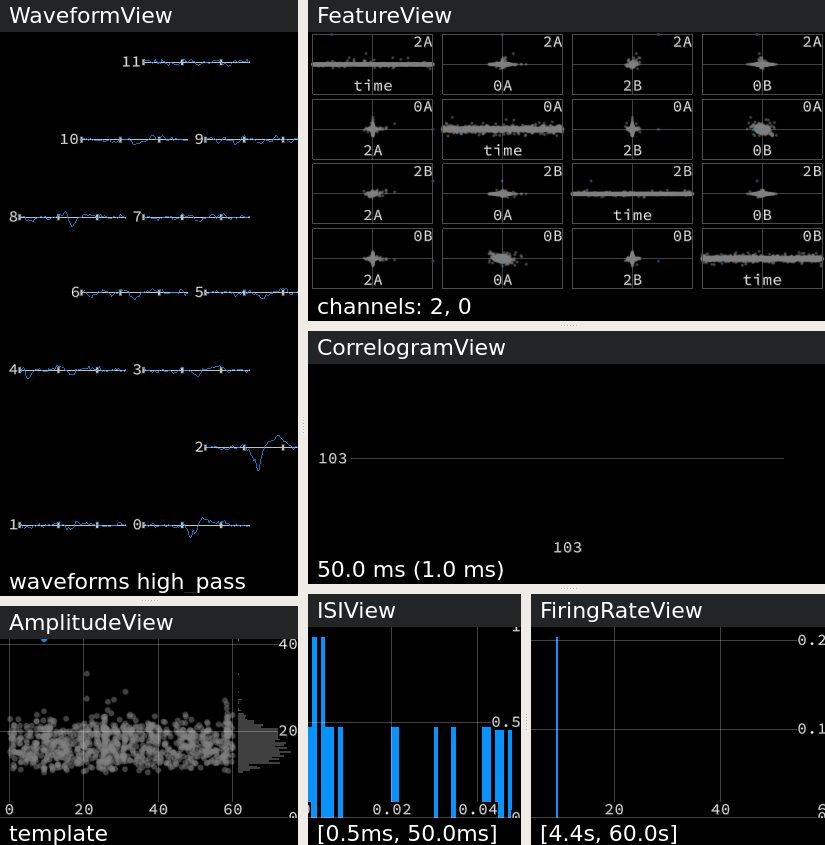 WaveformView
11
10 9
8 7
6 5
4 3
2
1 0
waveforms high_pass
AmplitudeView
40
20
0 20 40 60 0
template
FeatureView
2A 2A 2A 2A
time 0A 2B 0B
0A 0A 0A 0A
2A time 2B 0B
2B 2B 2B 2B
2A 0A time 0B
0B 0B 0B 0B
2A 0A 2B time
channels: 2, 0
CorrelogramView
103
103
50.0 ms (1.0 ms)
ISIView
0.5
0.02 0.04 0
[0.5ms, 50.0ms]
FiringRateView
0.2
0.1
20 40
[4.4s, 60.0s]